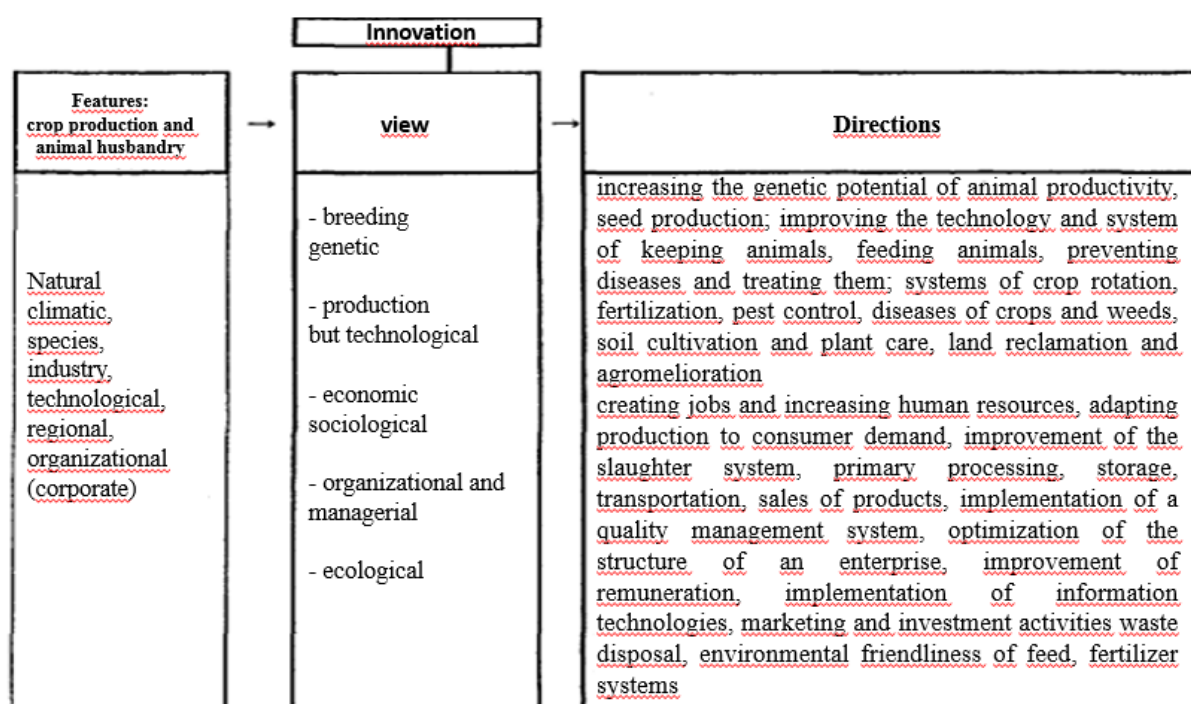 Innovation
Features:
crop production and
animal husbandry
view
Directions
Natural
climatic,
species,
industry,
technological,
regional,
organizational
(corporate)
- breeding
genetic
- production
but technological
- economic
sociological
- organizational and
managerial
- ecological
increasing the genetic potential of animal productivity,
seed production; improving the technology and system
of keeping animals, feeding animals, preventing
diseases and treating them; systems of crop rotation,
fertilization, pest control, diseases of crops and weeds,
soil cultivation and plant care, land reclamation and
agromelioration
creating jobs and increasing human resources, adapting
production to consumer demand, improvement of the
slaughter system, primary processing, storage,
transportation, sales of products, implementation of a
quality management system, optimization of the
structure of an enterprise, improvement of
remuneration, implementation of information
technologies, marketing and investment activities waste
disposal, environmental friendliness of feed, fertilizer
systems